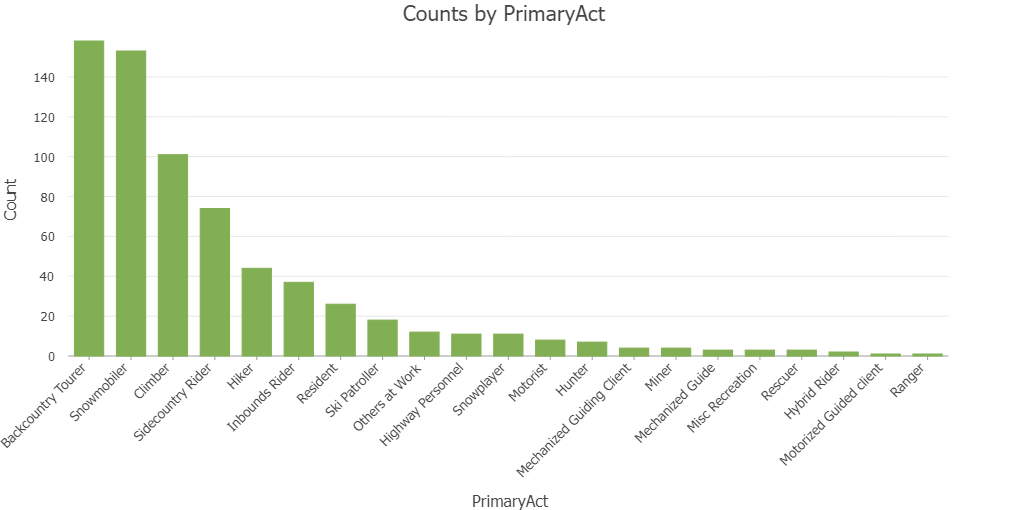 Counts by PrimaryAct
Count
140
120
100
80
60
40
20
0
Backcountry Tourer
Snowmobiler
Climber
Sidecountry Rider
Hiker
Inbounds Rider
Resident
Ski Patroller
Others at Work
Highway Personnel
Snowplayer
Motorist
Hunter
Mechanized Guiding Client
Miner
Mechanized Guide
Misc Recreation
Rescuer
Hybrid Rider
Motorized Guided client
Ranger
PrimaryAct